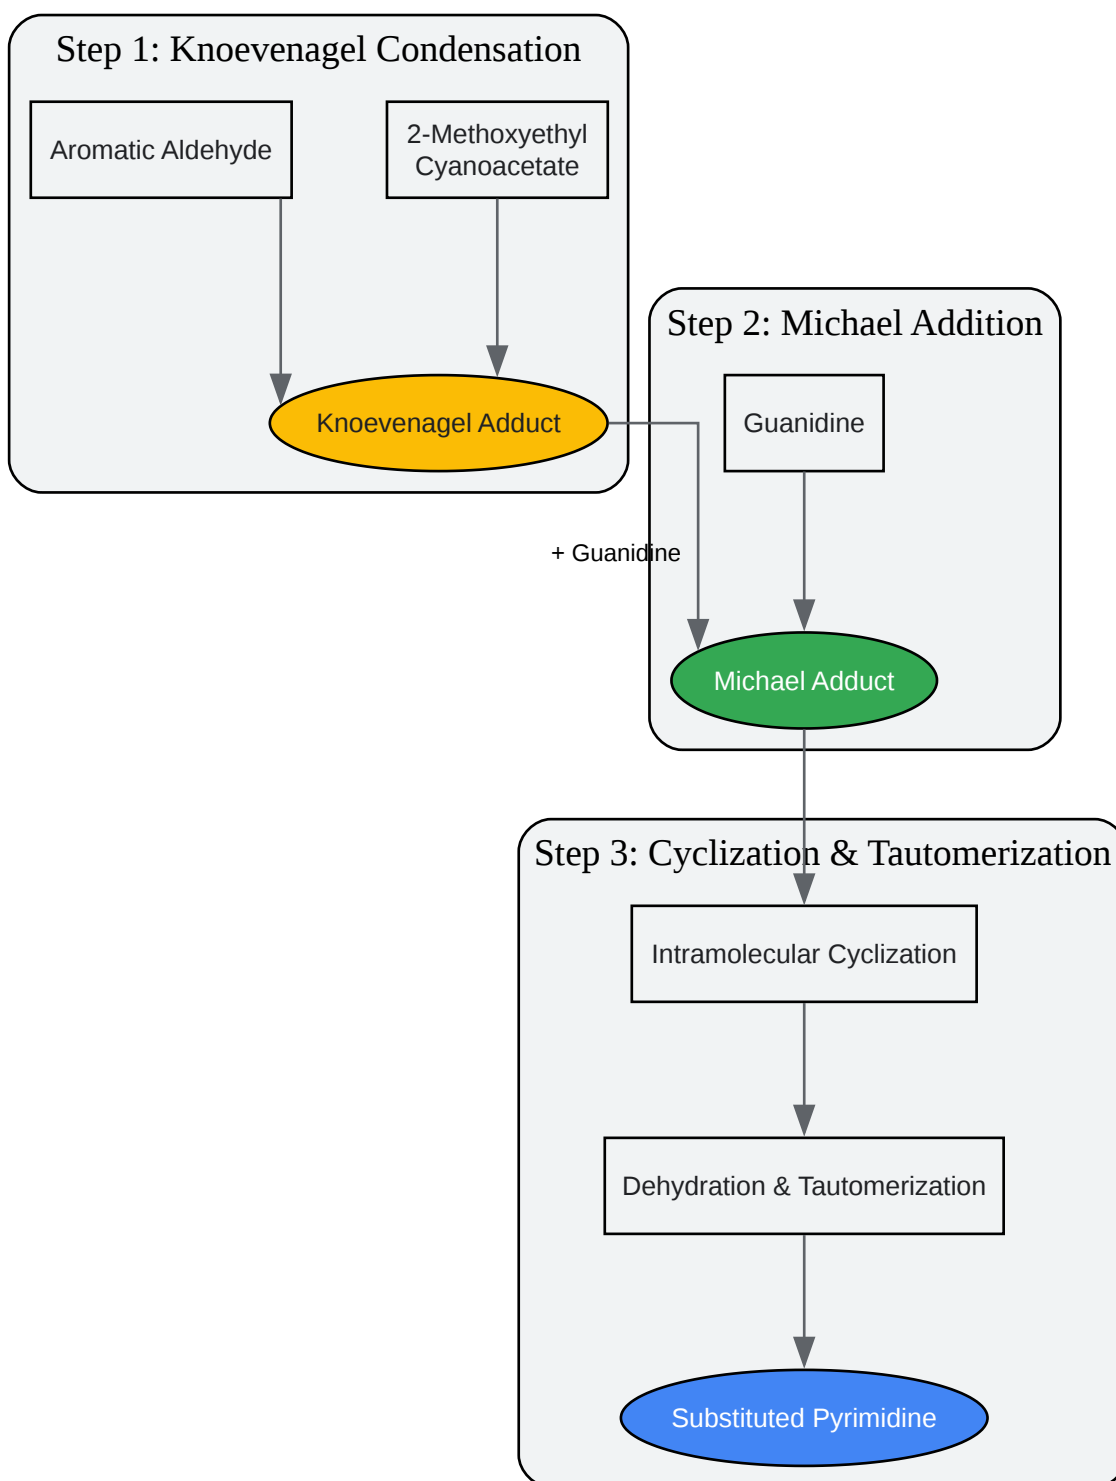 Step 1: Knoevenagel Condensation
Aromatic Aldehyde
2-Methoxyethyl
Cyanoacetate
Knoevenagel Adduct
Step 2: Michael Addition
Guanidine
+ Guanidine
Michael Adduct
Step 3: Cyclization & Tautomerization
Intramolecular Cyclization
Dehydration & Tautomerization
Substituted Pyrimidine